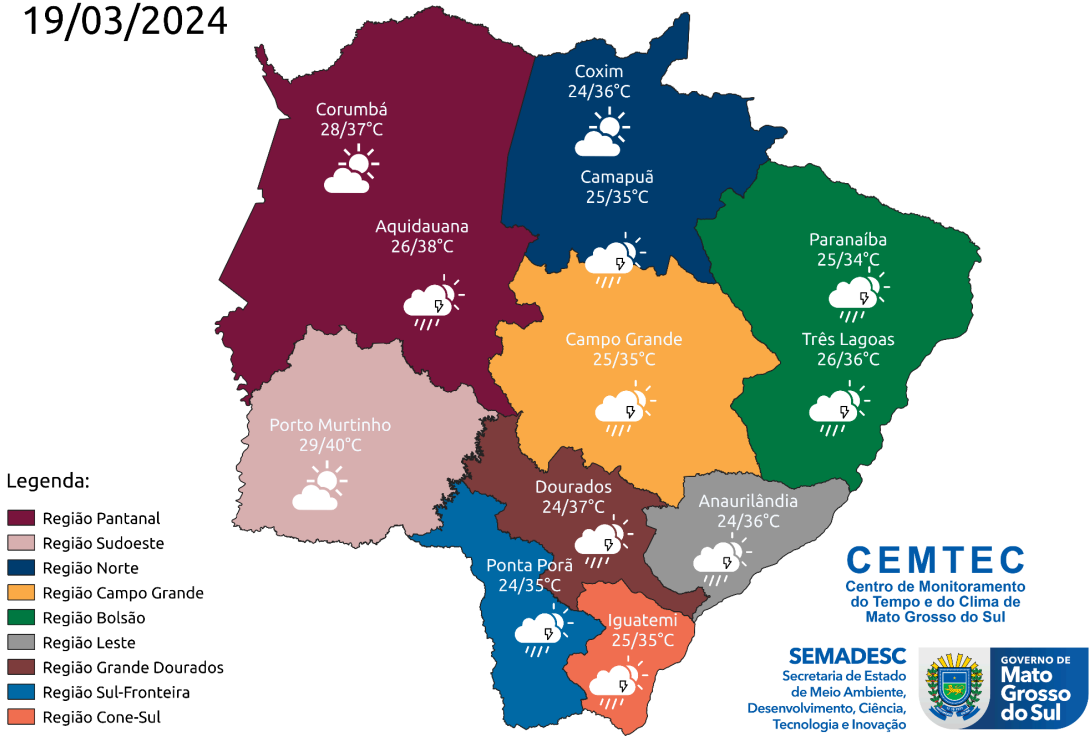 19/03/2024
Coxim
24/36°C
Corumbá
28/37°C
Camapuã
25/35°C
Aquidauana
26/38°C
Paranaíba
25/34°C
Campo Grande
25/35°C
Três Lagoas
26/36°C
Porto Murtinho
29/40°C
Dourados
24/37°C
Anaurilândia
24/36°C
Ponta Porã
24/35°C
Iguatemi
25/35°C
Legenda:
Região Pantanal
Região Sudoeste
Região Norte
Região Campo Grande
Região Bolsão
Região Leste
Região Grande Dourados
Região Sul-Fronteira
Região Cone-Sul
CEMTEC
Centro de Monitoramento
do Tempo e do Clima de
Mato Grosso do Sul
SEMADESC
Secretaria de Estado
de Meio Ambiente,
Desenvolvimento, Ciência,
Tecnologia e Inovação
GOVERNO DE
Mato
Grosso
do Sul